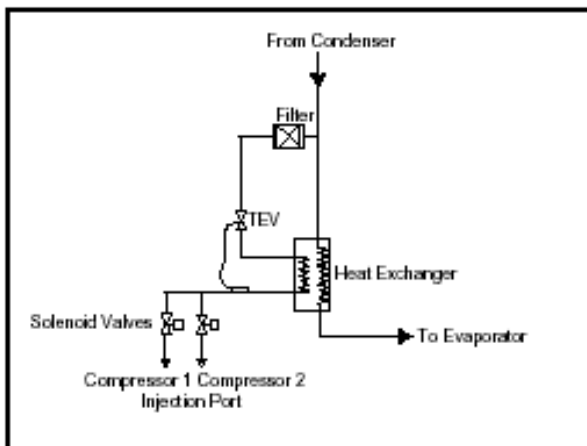 From Condenser
Filter
TEV
Heat Exchanger
Solenoid Valves
To Evaporator
Compressor 1 Compressor 2
Injection Port